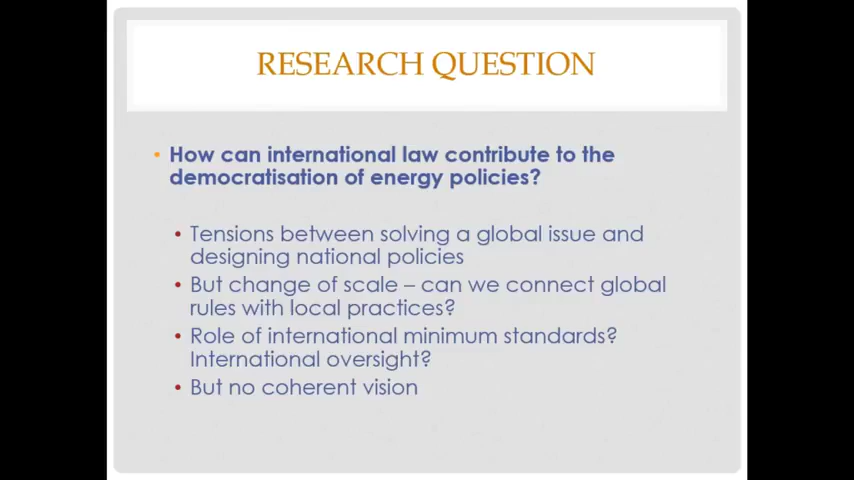 RESEARCH QUESTION
• How can international law contribute to the
democratisation of energy policies?
• Tensions between solving a global issue and
designing national policies
• But change of scale – can we connect global
rules with local practices?
• Role of international minimum standards?
International oversight?
• But no coherent vision